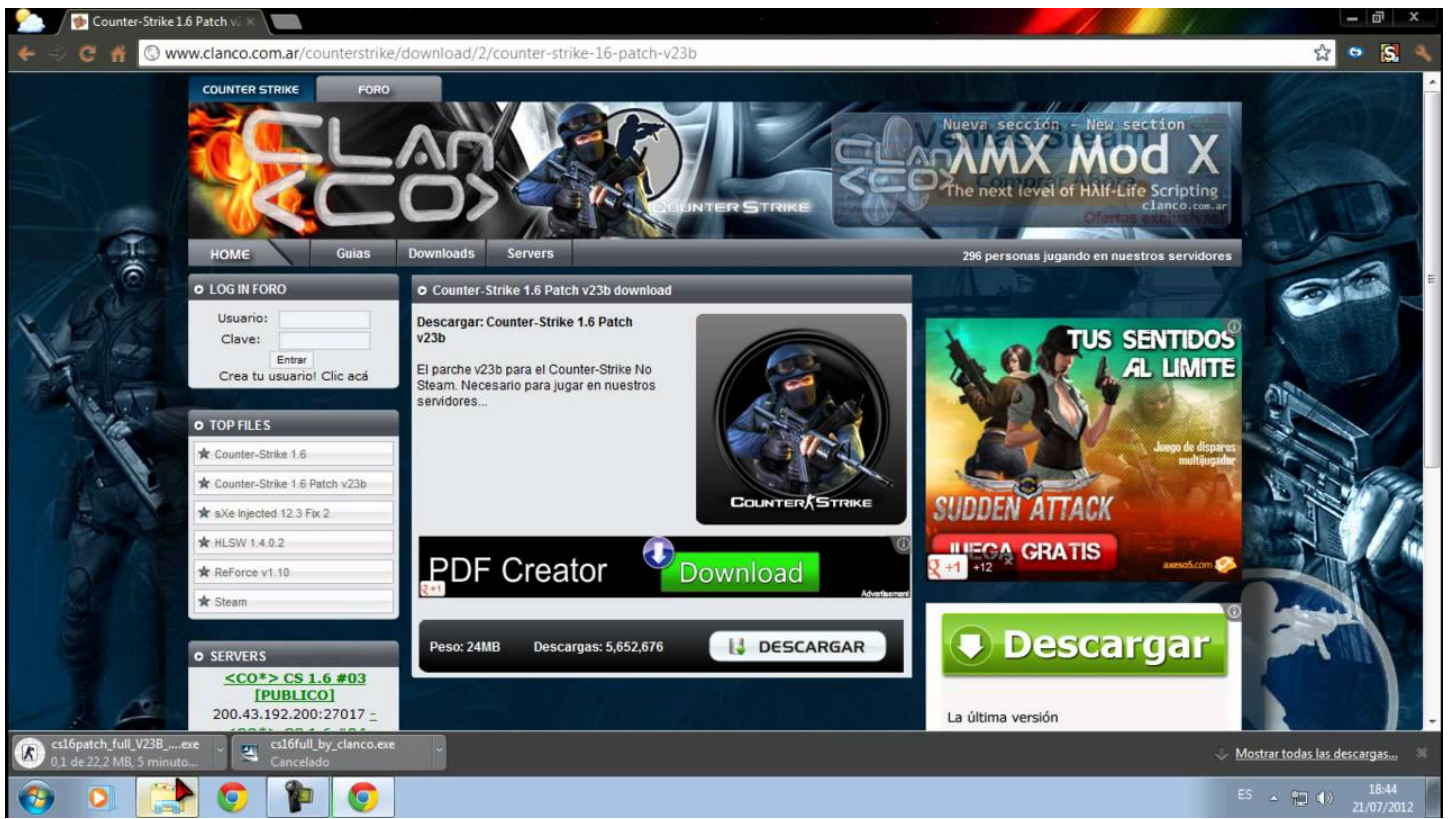 Counter-Strike 1.6 Patch v2
www.clanco.com.ar/counterstrike/download/2/counter-strike-16-patch-v23b
COUNTER STRIKE
FORO
CLAN
<CO>
COUNTER STRIKE
Nueva sección - New section
AMX Mod X
The next level of HAlf-Life Scripting
clanco.com.ar
HOME
Guias
Downloads
Servers
296 personas jugando en nuestros servidores
LOG IN FORO
Usuario:
Clave:
Entrar
Crea tu usuario! Clic acá
TOP FILES
Counter-Strike 1.6
Counter-Strike 1.6 Patch v23b
sXe Injected 12.3 Fix 2
HLSW 1.4.0.2
ReForce v1.10
Steam
SERVERS
<CO*> CS 1.6 #03
[PUBLICO]
200.43.192.200:27017 -
Counter-Strike 1.6 Patch v23b download
Descargar: Counter-Strike 1.6 Patch
v23b
El parche v23b para el Counter-Strike No
Steam. Necesario para jugar en nuestros
servidores...
COUNTER STRIKE
PDF Creator
Download
+1
Advertisement
Peso: 24MB
Descargas: 5,652,676
DESCARGAR
TUS SENTIDOS
AL LIMITE
Juego de disparos
multijugador
SUDDEN ATTACK
JUEGA GRATIS
+1
+12
axeso5.com
Descargar
La última versión
cs16patch_full_V23B_....exe
0,1 de 22,2 MB, 5 minuto...
cs16full_by_clanco.exe
Cancelado
Mostrar todas las descargas...
ES
18:44
21/07/2012